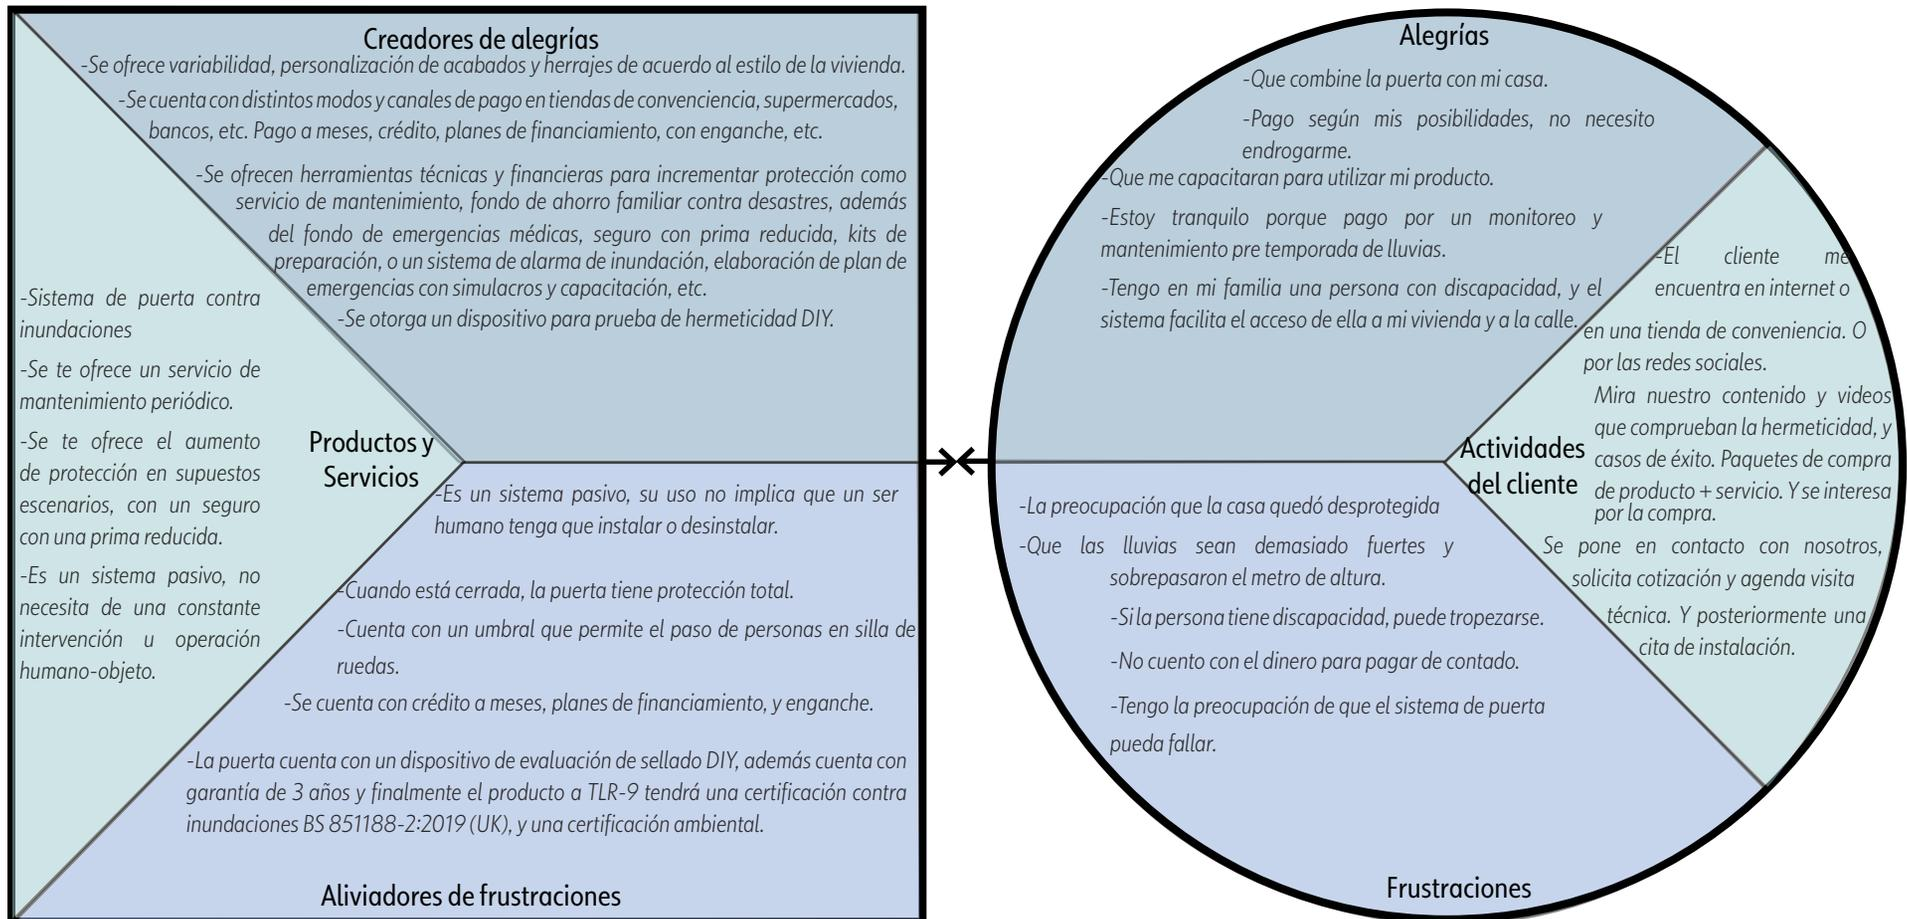 Creadores de alegrías
-Se ofrece variabilidad, personalización de acabados y herrajes de acuerdo al estilo de la vivienda.
-Se cuenta con distintos modos y canales de pago en tiendas de convenciencia, supermercados,
bancos, etc. Pago a meses, crédito, planes de financiamiento, con enganche, etc.
-Se ofrecen herramientas técnicas y financieras para incrementar protección como
servicio de mantenimiento, fondo de ahorro familiar contra desastres, además
del fondo de emergencias médicas, seguro con prima reducida, kits de
preparación, o un sistema de alarma de inundación, elaboración de plan de
emergencias con simulacros y capacitación, etc.
-Se otorga un dispositivo para prueba de hermeticidad DIY.
-Sistema de puerta contra
inundaciones
-Se te ofrece un servicio de
mantenimiento periódico.
-Se te ofrece el aumento
de protección en supuestos
escenarios, con un seguro
con una prima reducida.
-Es un sistema pasivo, no
necesita de una constante
intervención u operación
humano-objeto.
Productos y
Servicios
-Es un sistema pasivo, su uso no implica que un ser
humano tenga que instalar o desinstalar.
-Cuando está cerrada, la puerta tiene protección total.
-Cuenta con un umbral que permite el paso de personas en silla de
ruedas.
-Se cuenta con crédito a meses, planes de financiamiento, y enganche.
-La puerta cuenta con un dispositivo de evaluación de sellado DIY, además cuenta con
garantía de 3 años y finalmente el producto a TLR-9 tendrá una certificación contra
inundaciones BS 851188-2:2019 (UK), y una certificación ambiental.
Aliviadores de frustraciones
Alegrías
-Que combine la puerta con mi casa.
-Pago según mis posibilidades, no necesito
endrogarme.
-Que me capacitaran para utilizar mi producto.
-Estoy tranquilo porque pago por un monitoreo y
mantenimiento pre temporada de lluvias.
-Tengo en mi familia una persona con discapacidad, y el
sistema facilita el acceso de ella a mi vivienda y a la calle.
-El cliente me
encuentra en internet o
en una tienda de conveniencia. O
por las redes sociales.
Mira nuestro contenido y videos
que comprueban la hermeticidad, y
casos de éxito. Paquetes de compra
de producto + servicio. Y se interesa
por la compra.
Se pone en contacto con nosotros,
solicita cotización y agenda visita
técnica. Y posteriormente una
cita de instalación.
Actividades
del cliente
-La preocupación que la casa quedó desprotegida
-Que las lluvias sean demasiado fuertes y
sobrepasaron el metro de altura.
-Si la persona tiene discapacidad, puede tropezarse.
-No cuento con el dinero para pagar de contado.
-Tengo la preocupación de que el sistema de puerta
pueda fallar.
Frustraciones